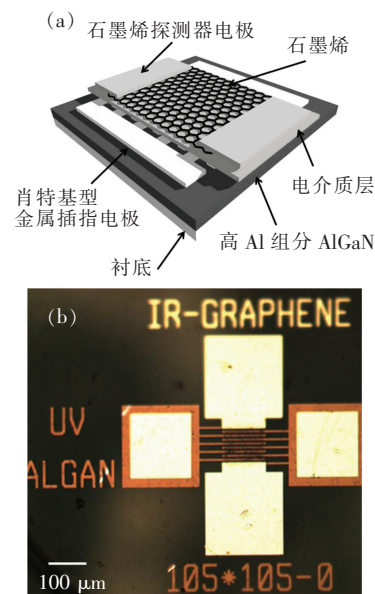 (a)
石墨烯探测器电极
石墨烯
肖特基型
金属插指电极
电介质层
高 Al 组分 AlGaN
衬底
(b)
IR-GRAPHENE
UV
ALGAN
100 μm
105*105-0